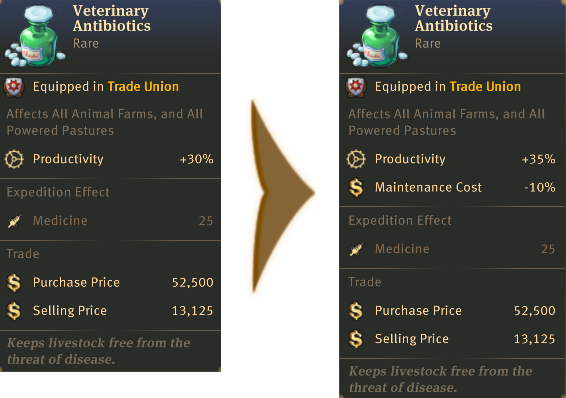 Veterinary
Antibiotics
Rare
Equipped in Trade Union
Affects All Animal Farms, and All
Powered Pastures
Productivity +30%
Expedition Effect
Medicine 25
Trade
Purchase Price 52,500
Selling Price 13,125
Keeps livestock free from the
threat of disease.
Veterinary
Antibiotics
Rare
Equipped in Trade Union
Affects All Animal Farms, and All
Powered Pastures
Productivity +35%
Maintenance Cost -10%
Expedition Effect
Medicine 25
Trade
Purchase Price 52,500
Selling Price 13,125
Keeps livestock free from the
threat of disease.